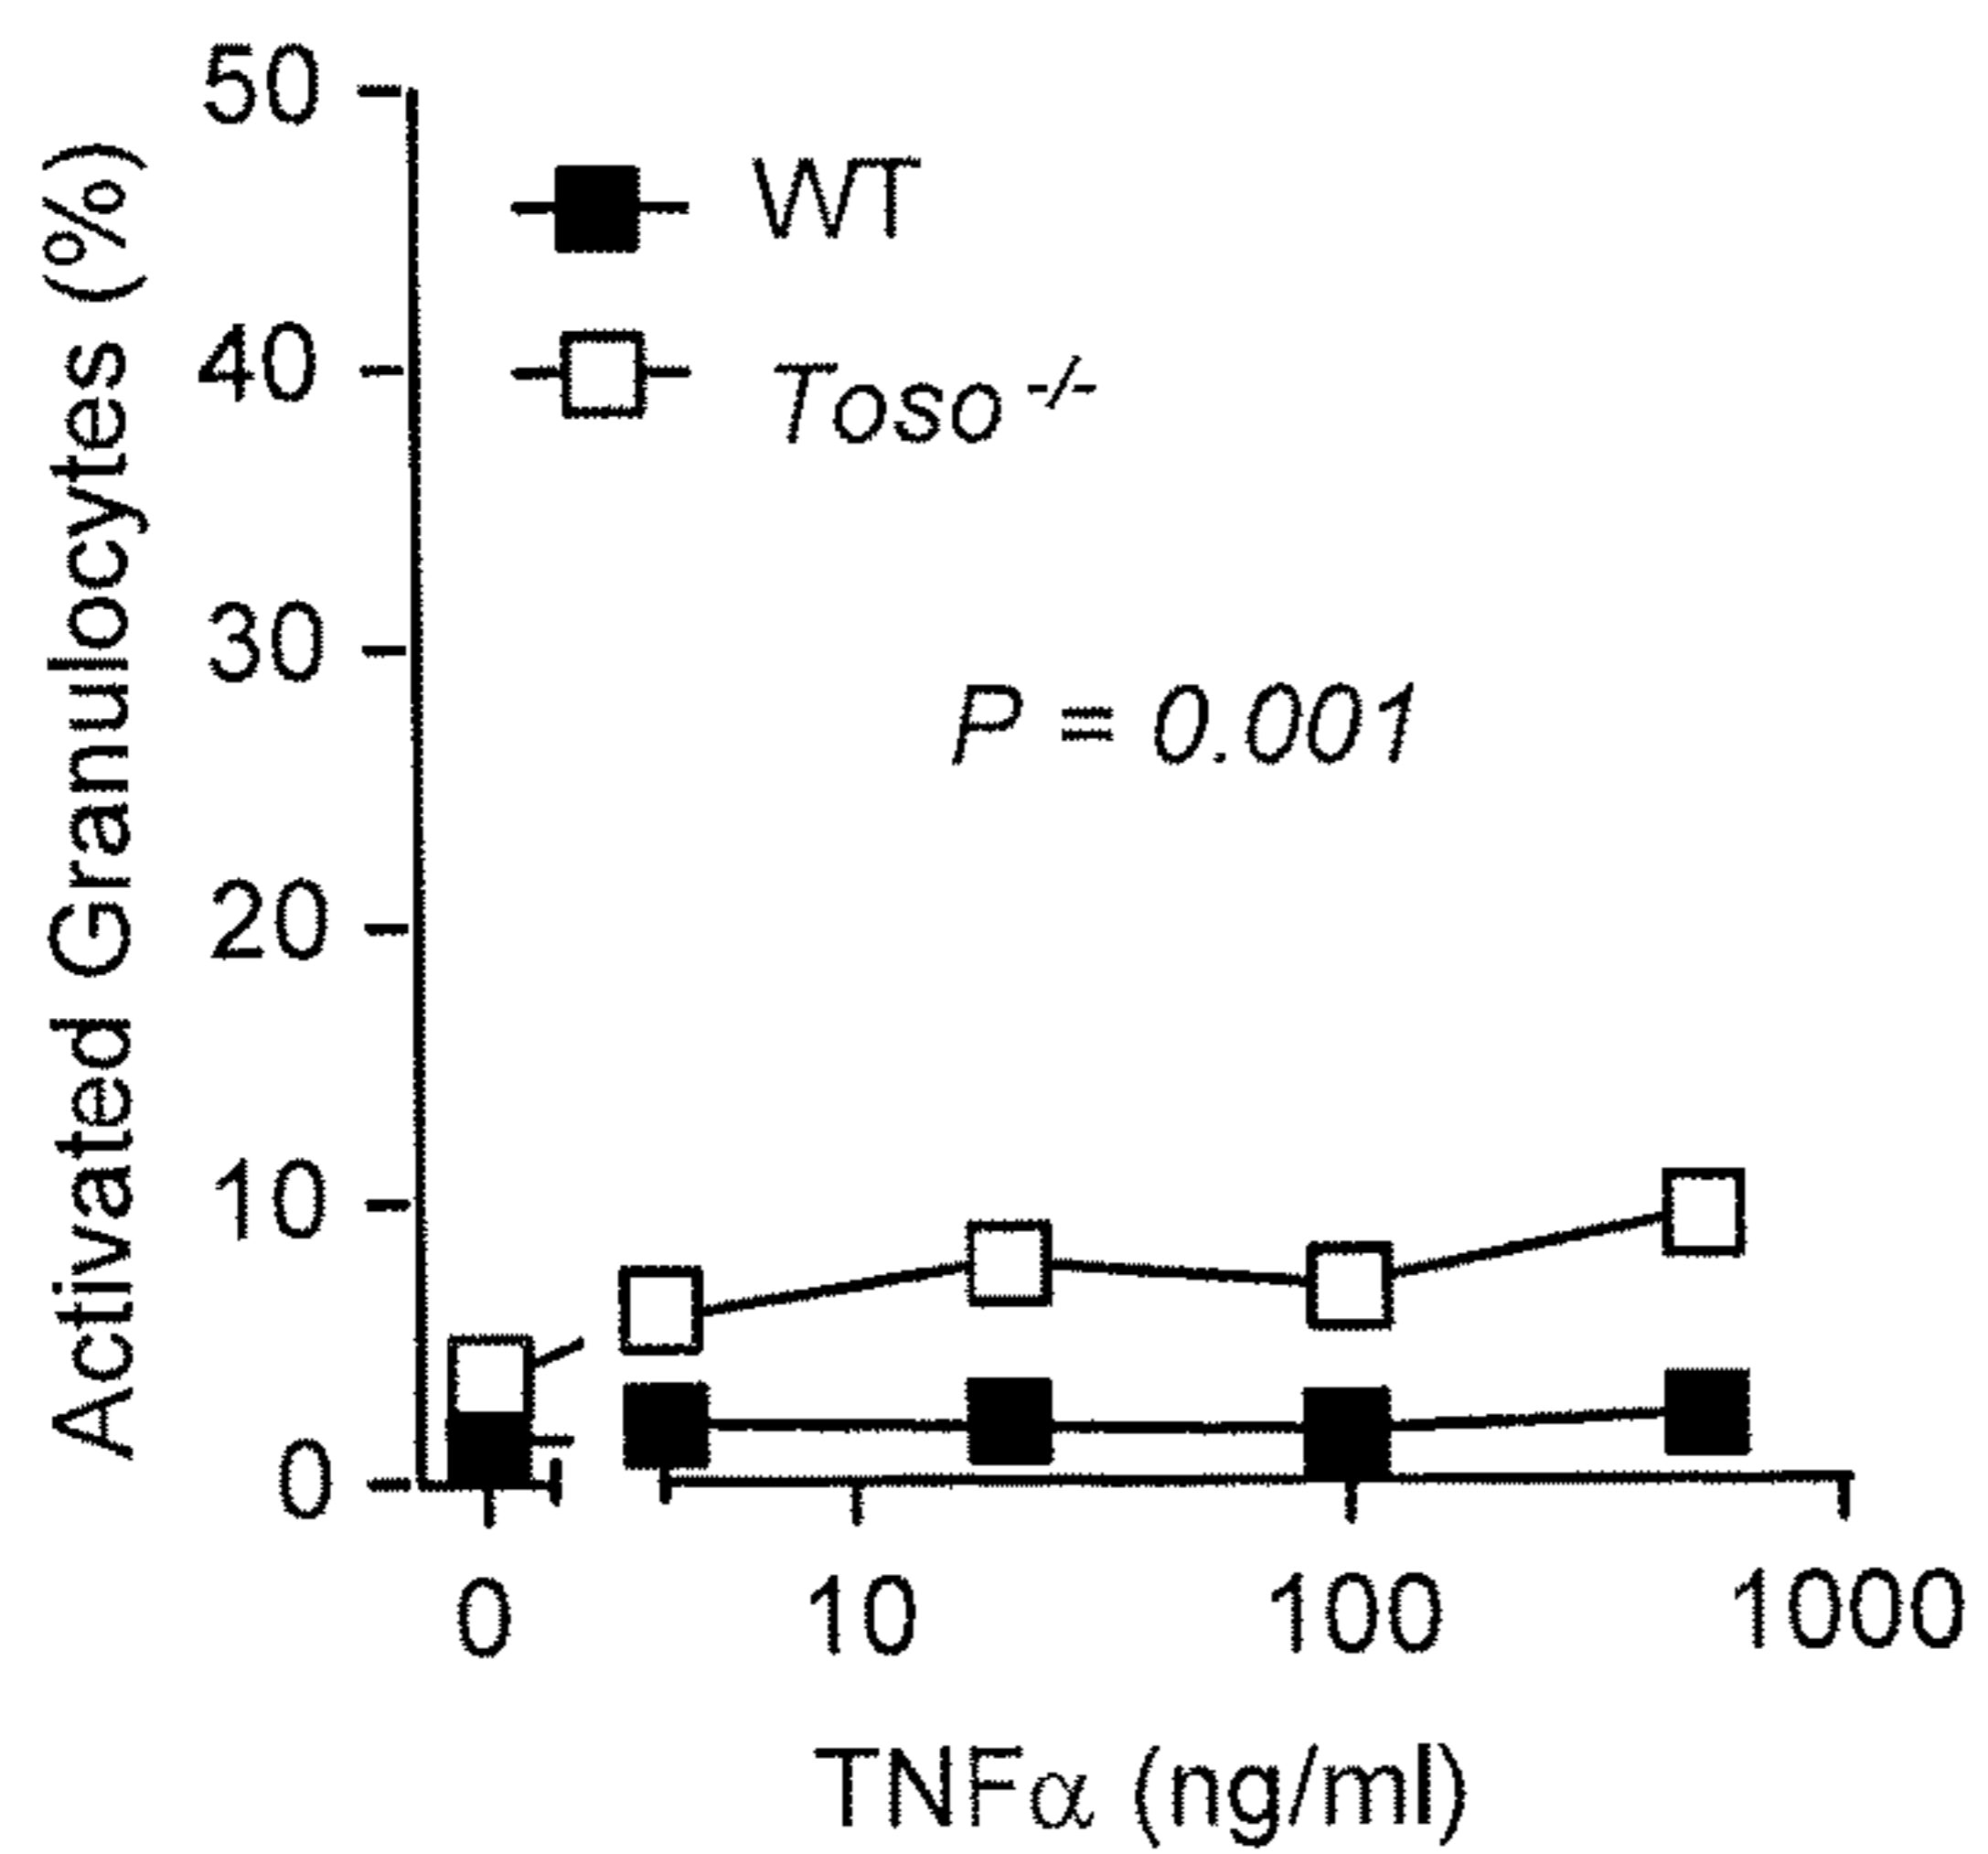 Activated Granulocytes (%)
50
40
30
20
10
0
WT
Toso-/-
P = 0.001
0 10 100 1000
TNFα (ng/ml)